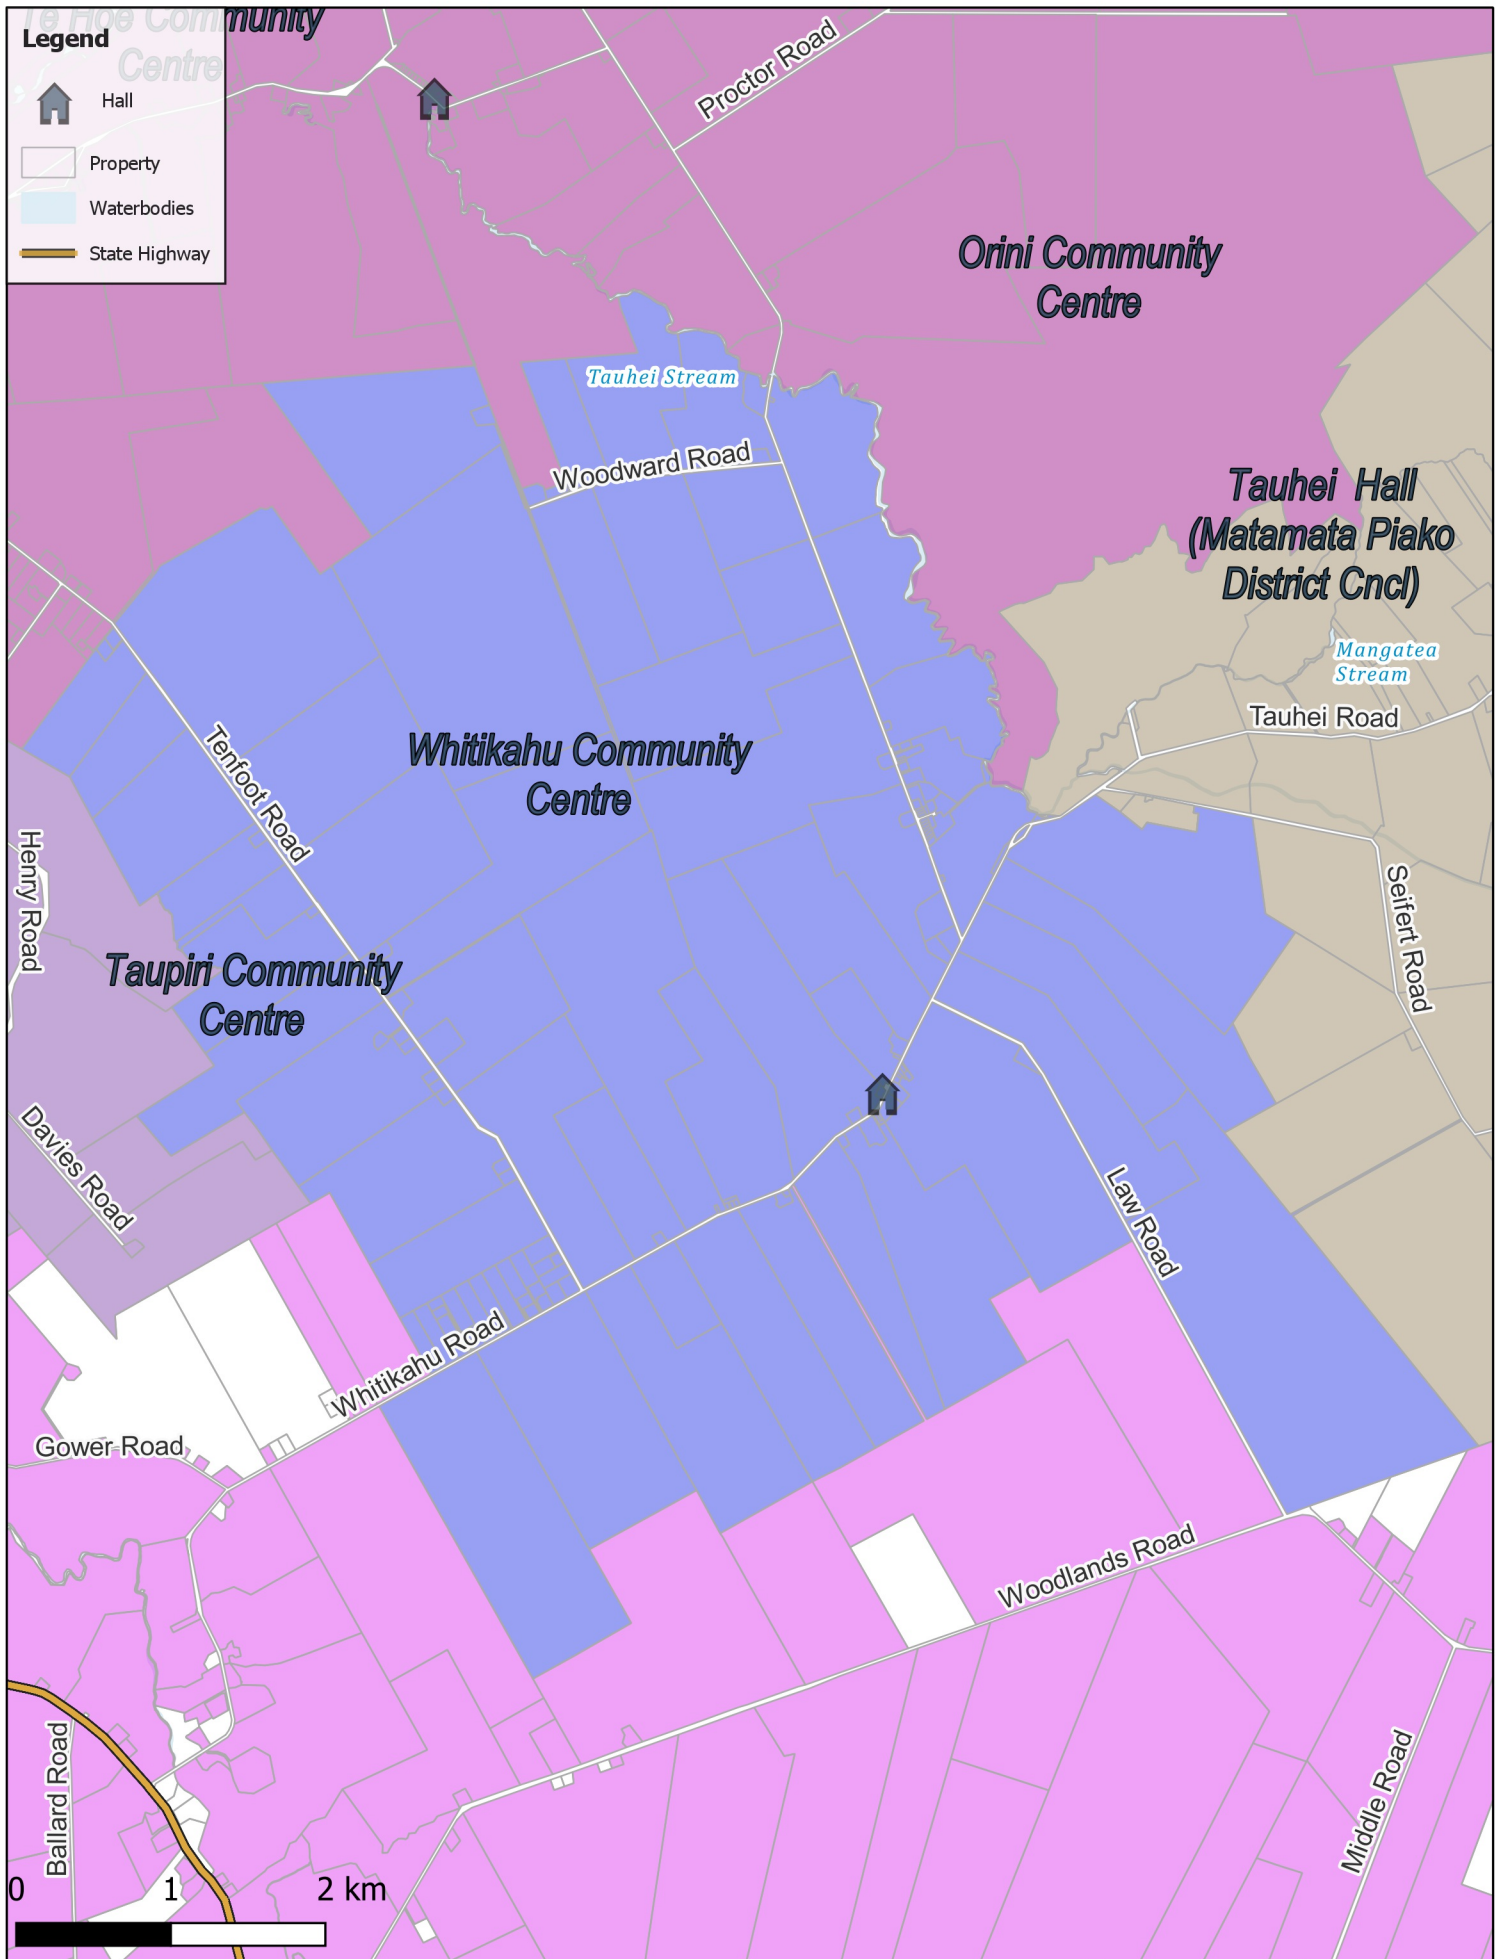 Te Hoe Community
Centre
Legend
Hall
Property
Waterbodies
State Highway
Proctor Road
Orini Community
Centre
Tauhei Stream
Woodward Road
Tauhei Hall
(Matamata Piako
District Cncl)
Mangatea
Stream
Tauhei Road
Tenfoot Road
Whitikahu Community
Centre
Henry Road
Seifert Road
Taupiri Community
Centre
Davies Road
Law Road
Whitikahu Road
Gower Road
Woodlands Road
Ballard Road
Middle Road
0 1 2 km